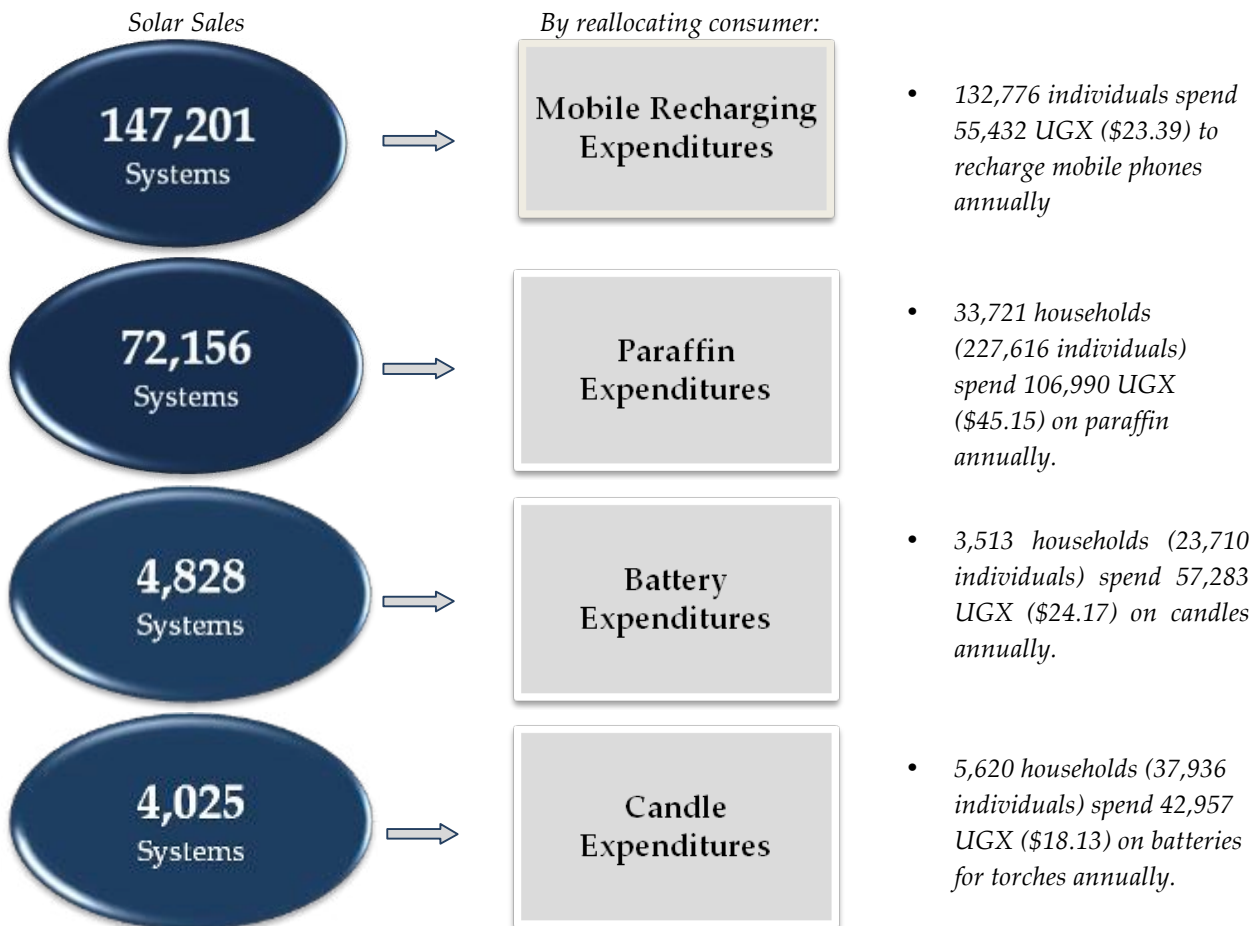 Solar Sales
By reallocating consumer:
147,201
Systems
Mobile Recharging
Expenditures
• 132,776 individuals spend
55,432 UGX ($23.39) to
recharge mobile phones
annually
72,156
Systems
Paraffin
Expenditures
• 33,721 households
(227,616 individuals)
spend 106,990 UGX
($45.15) on paraffin
annually.
4,828
Systems
Battery
Expenditures
• 3,513 households (23,710
individuals) spend 57,283
UGX ($24.17) on candles
annually.
4,025
Systems
Candle
Expenditures
• 5,620 households (37,936
individuals) spend 42,957
UGX ($18.13) on batteries
for torches annually.